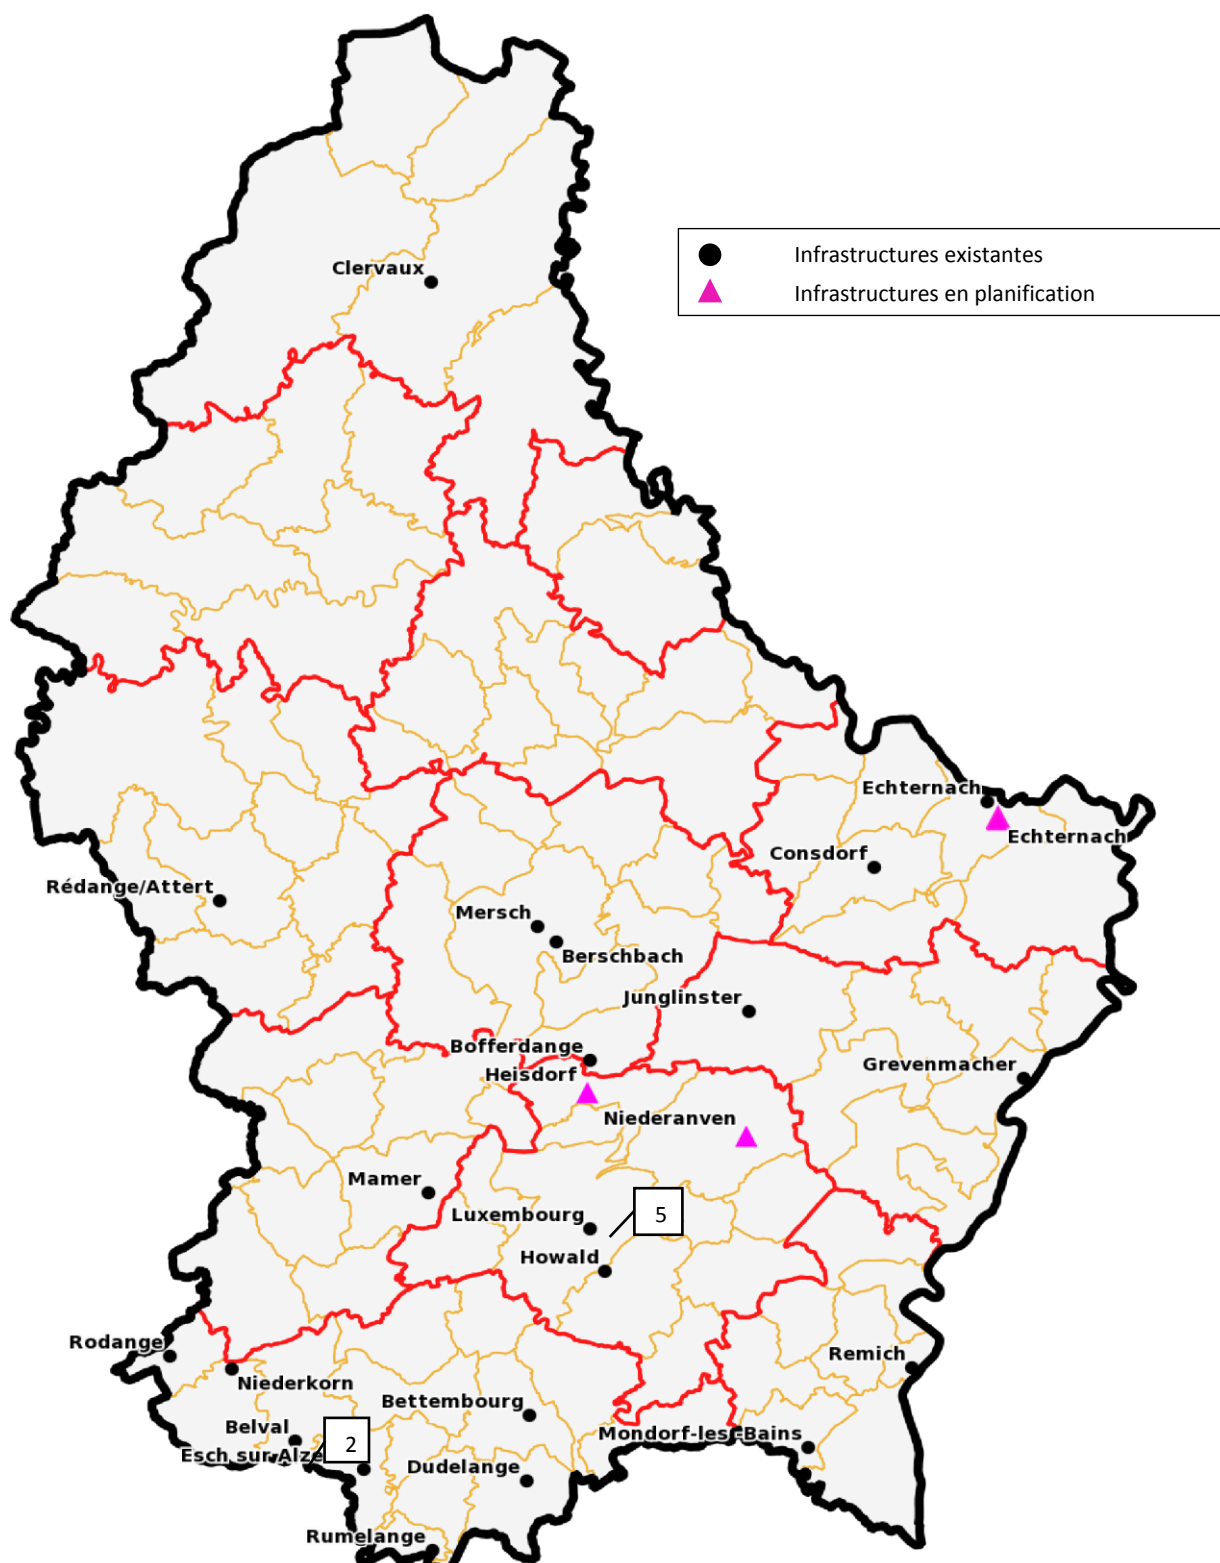 Infrastructures existantes
Clervaux
Infrastructures en planification
Echternach
Echternach
Consdorf
Rédange/Attert
Mersch
Berschbach
Junglinster
Bofferdange
Grevenmacher
Heisdorf
Niederanven
Mamer
Luxembourg
5
Howald
Rodange
Remich
Niederkorn
Bettembourg
Belval
Mondorf-les-Bains
2
Esch sur Alze
Dudelange
Rumelange